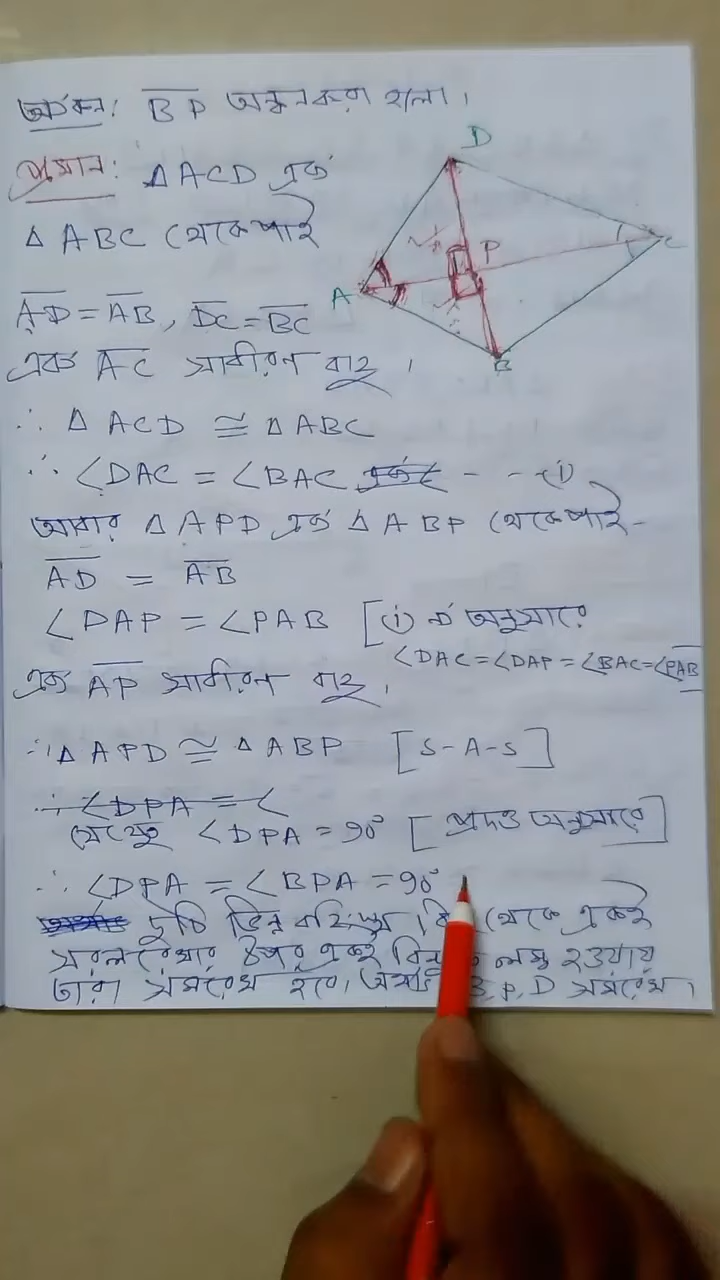 অংকন: BP অঙ্কন করা হলো।
প্রমান: △ACD এবং
△ABC থেকে পাই
AD = AB, DC = BC
এবং AC সাধারণ বাহু।
∴ △ACD ≅ △ABC
∴ ∠DAC = ∠BAC - - - (i)
আবার △APD এবং △ABP থেকে পাই-
AD = AB
∠DAP = ∠PAB [(i) নং অনুসারে
∠DAC = ∠DAP = ∠BAC = ∠PAB
এবং AP সাধারণ বাহু।
∴ △APD ≅ △ABP [S-A-S]
∴ ∠DPA = ∠
যেহেতু ∠DPA = 90° [প্রদত্ত অনুসারে]
∴ ∠DPA = ∠BPA = 90°
দুটি ভিন্ন বহিঃস্থ থেকে একই
সরলরেখার উপর একই লম্ব হওয়ায়
তারা সমরেখ হবে। B, P, D সমরেখ।
D
P
C
A
B